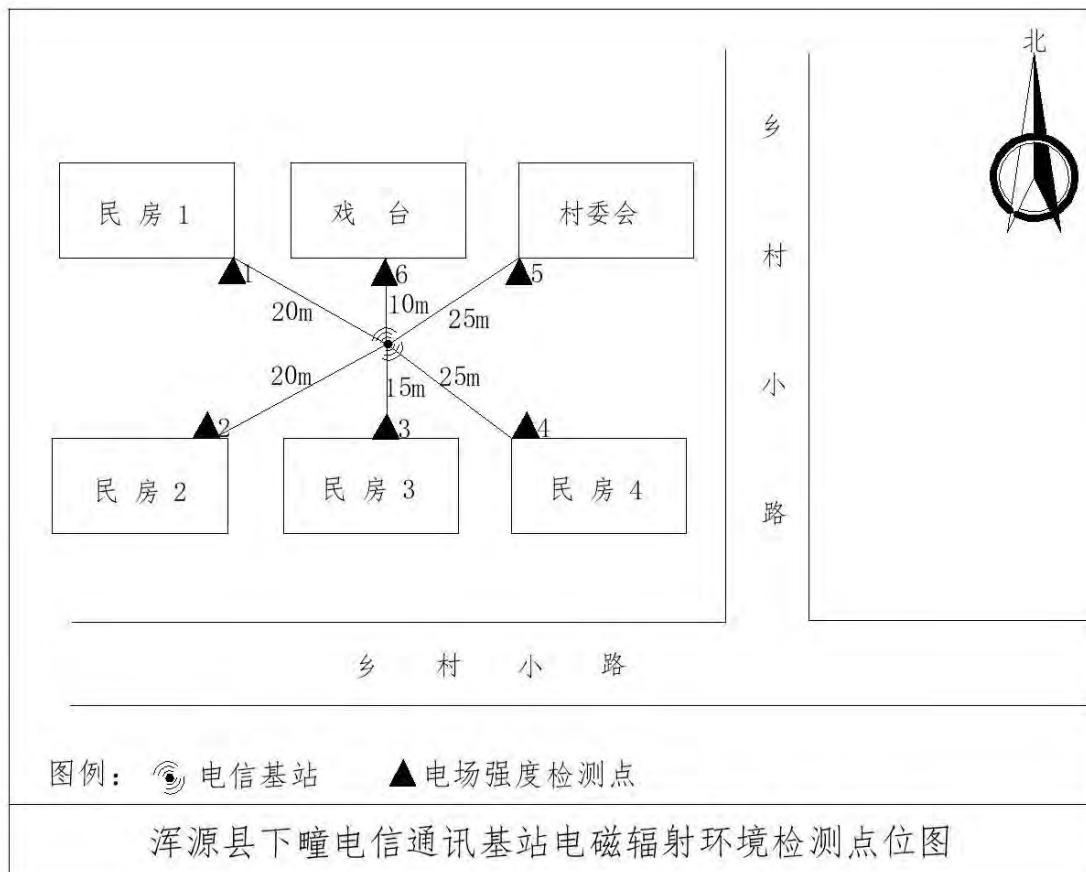 北
乡村小路
民房1
戏台
村委会
1
6
5
20m
10m
25m
20m
15m
25m
2
3
4
民房2
民房3
民房4
乡村小路
图例： 电信基站 电场强度检测点
浑源县下疃电信通讯基站电磁辐射环境检测点位图